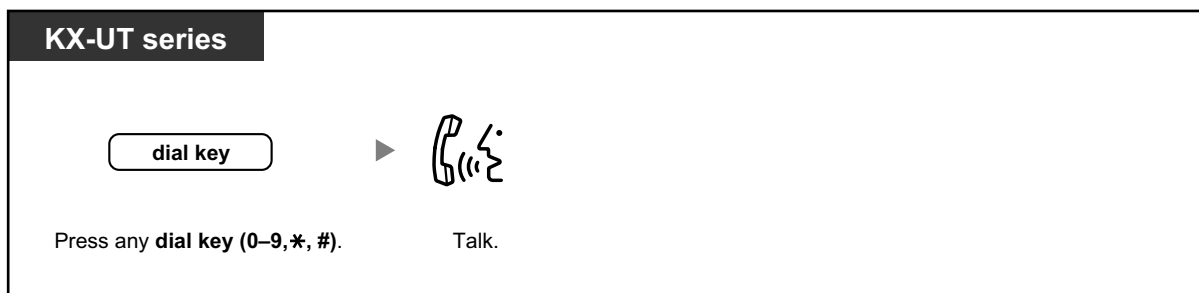 KX-UT series
dial key
Press any dial key (0–9,*, #). Talk.